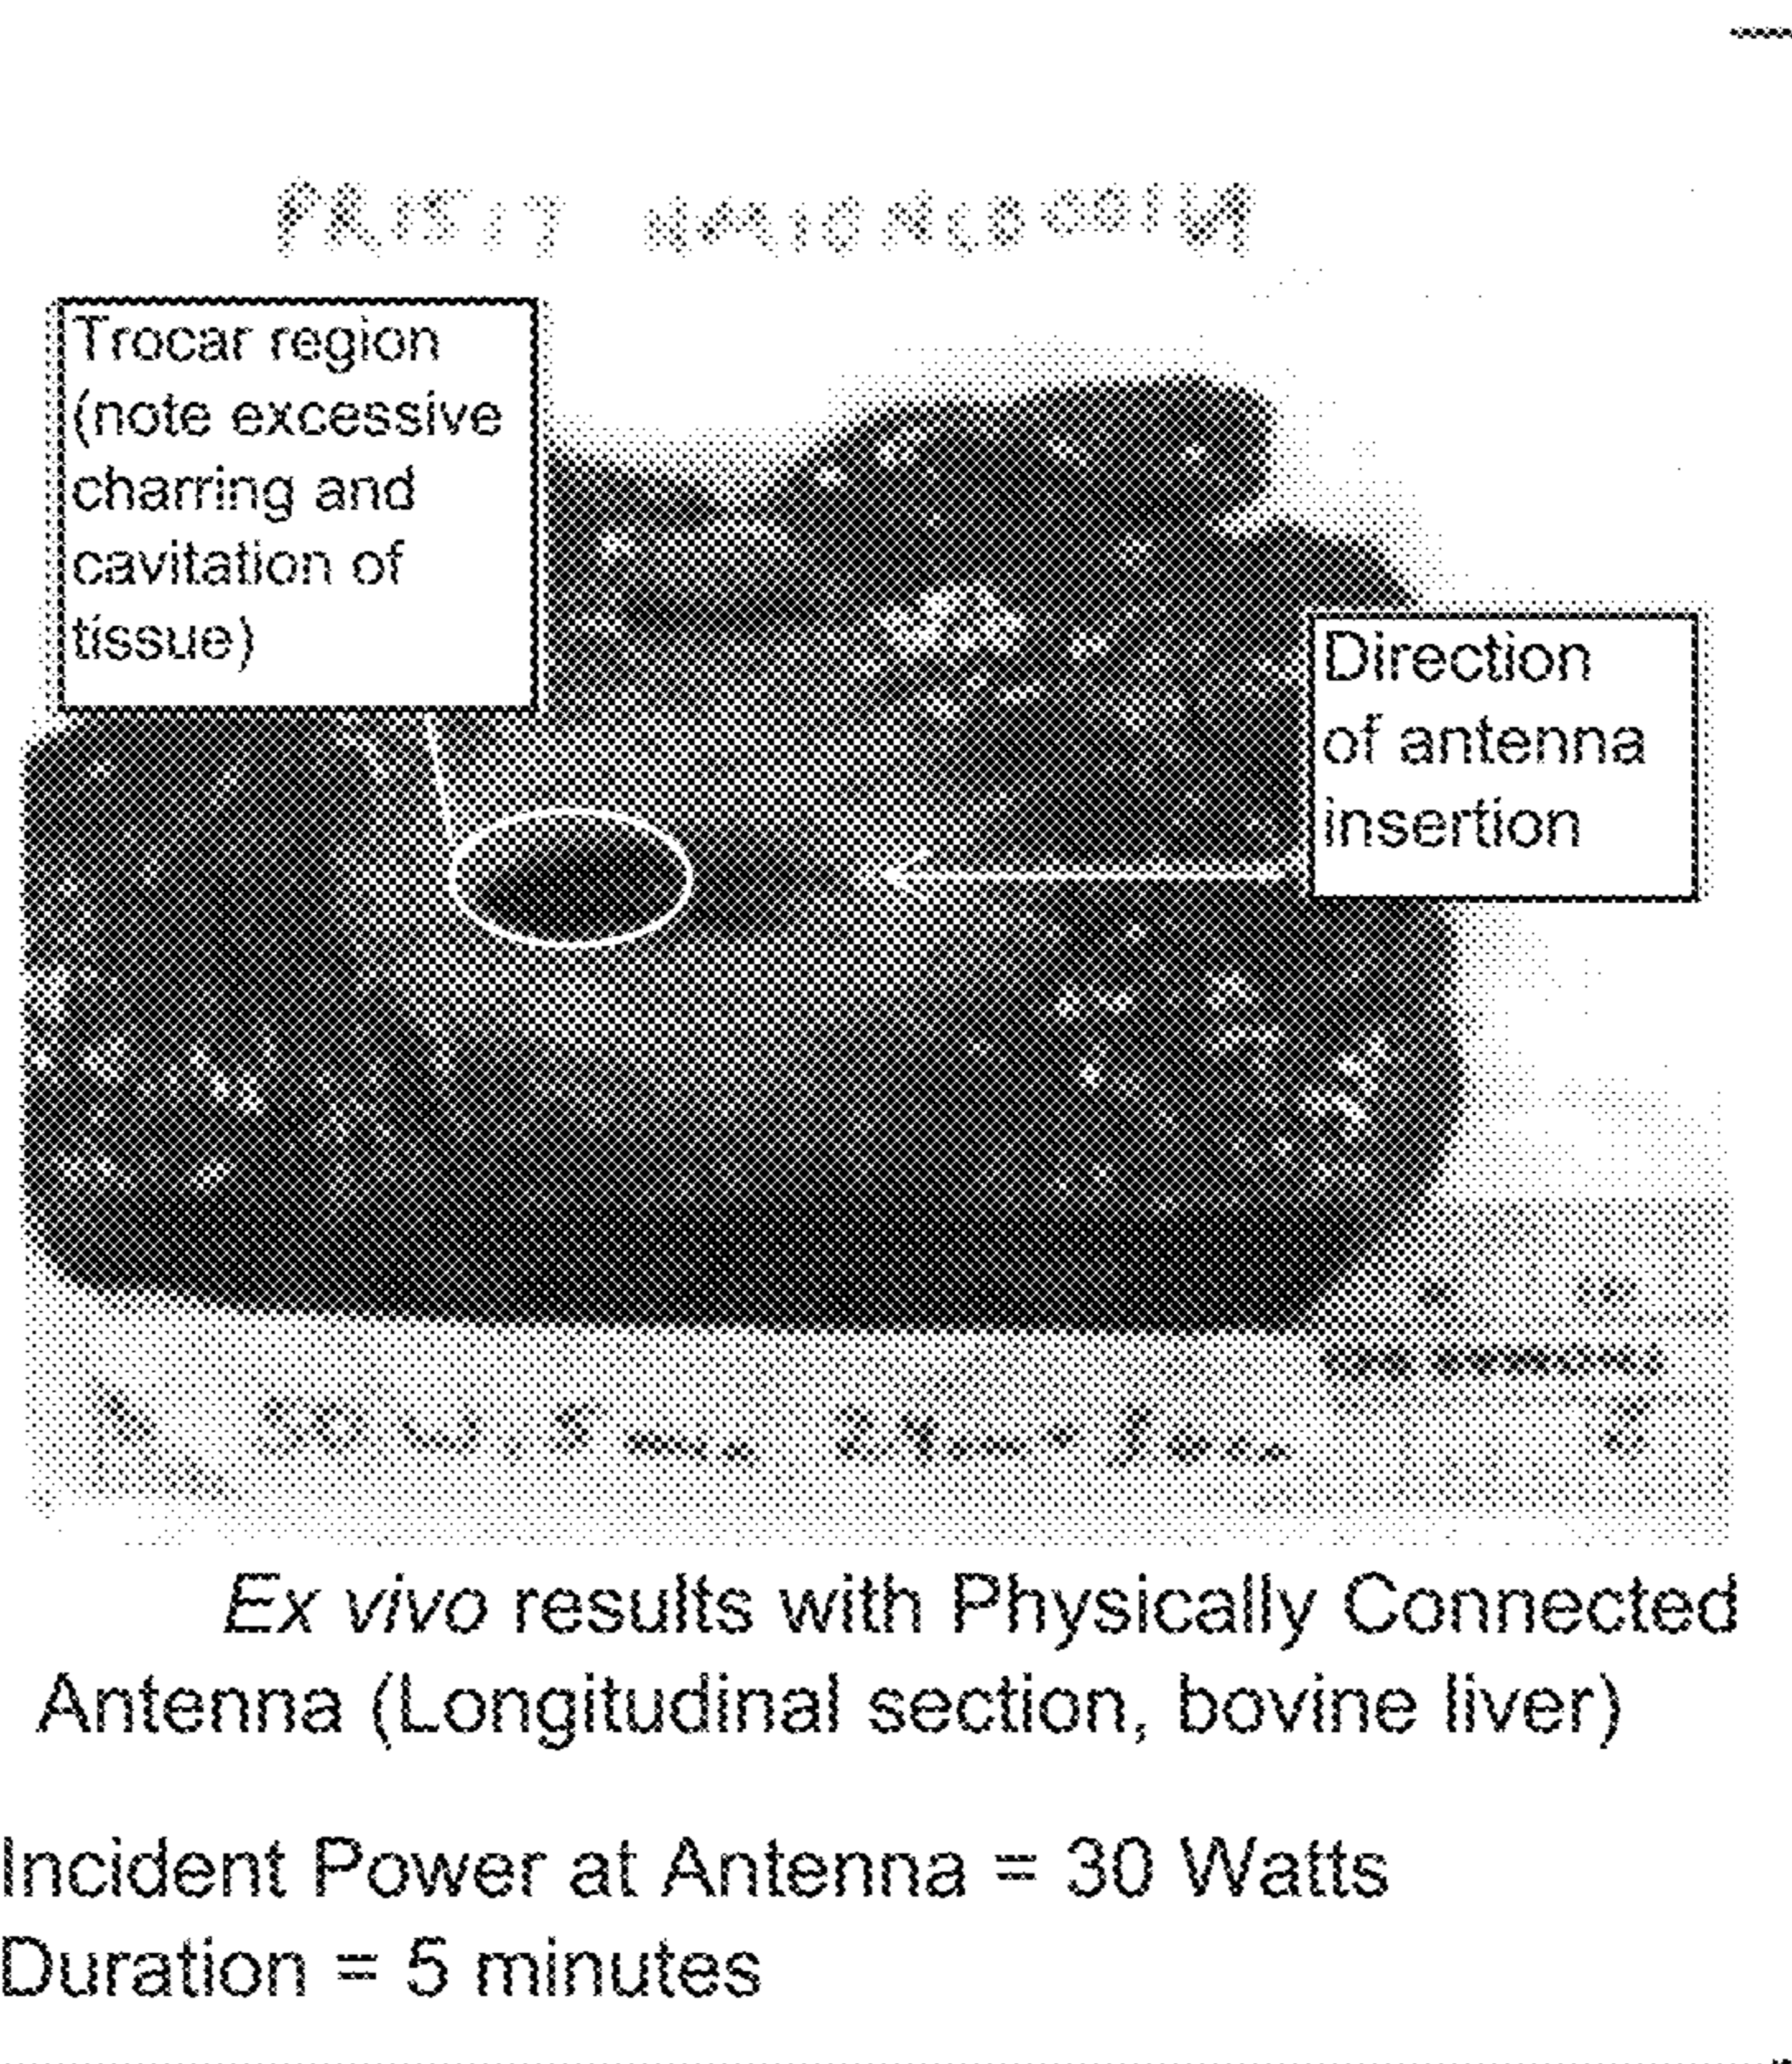 Trocar region
(note excessive
charring and
cavitation of
tissue)
Direction
of antenna
insertion
Ex vivo results with Physically Connected
Antenna (Longitudinal section, bovine liver)
Incident Power at Antenna = 30 Watts
Duration = 5 minutes